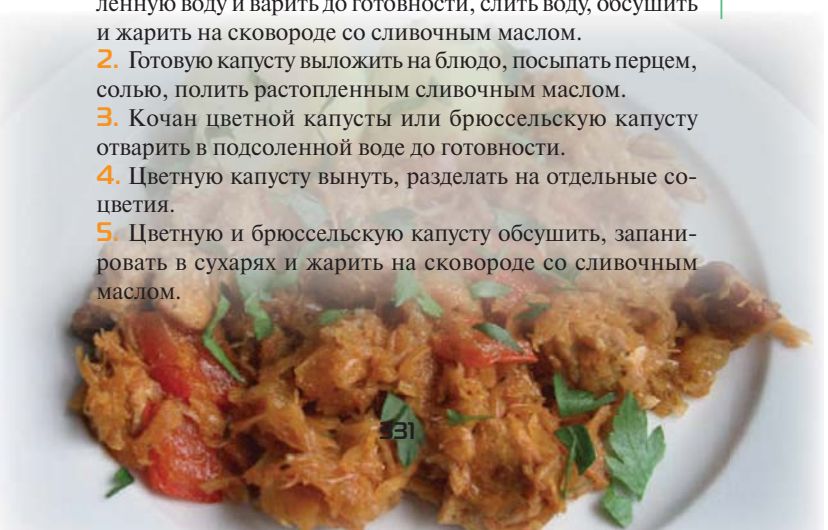 ленную воду и варить до готовности, слить воду, обсушить
и жарить на сковороде со сливочным маслом.
2. Готовую капусту выложить на блюдо, посыпать перцем,
солью, полить растопленным сливочным маслом.
3. Кочан цветной капусты или брюссельскую капусту
отварить в подсоленной воде до готовности.
4. Цветную капусту вынуть, разделать на отдельные со-
цветия.
5. Цветную и брюссельскую капусту обсушить, запани-
ровать в сухарях и жарить на сковороде со сливочным
маслом.
331